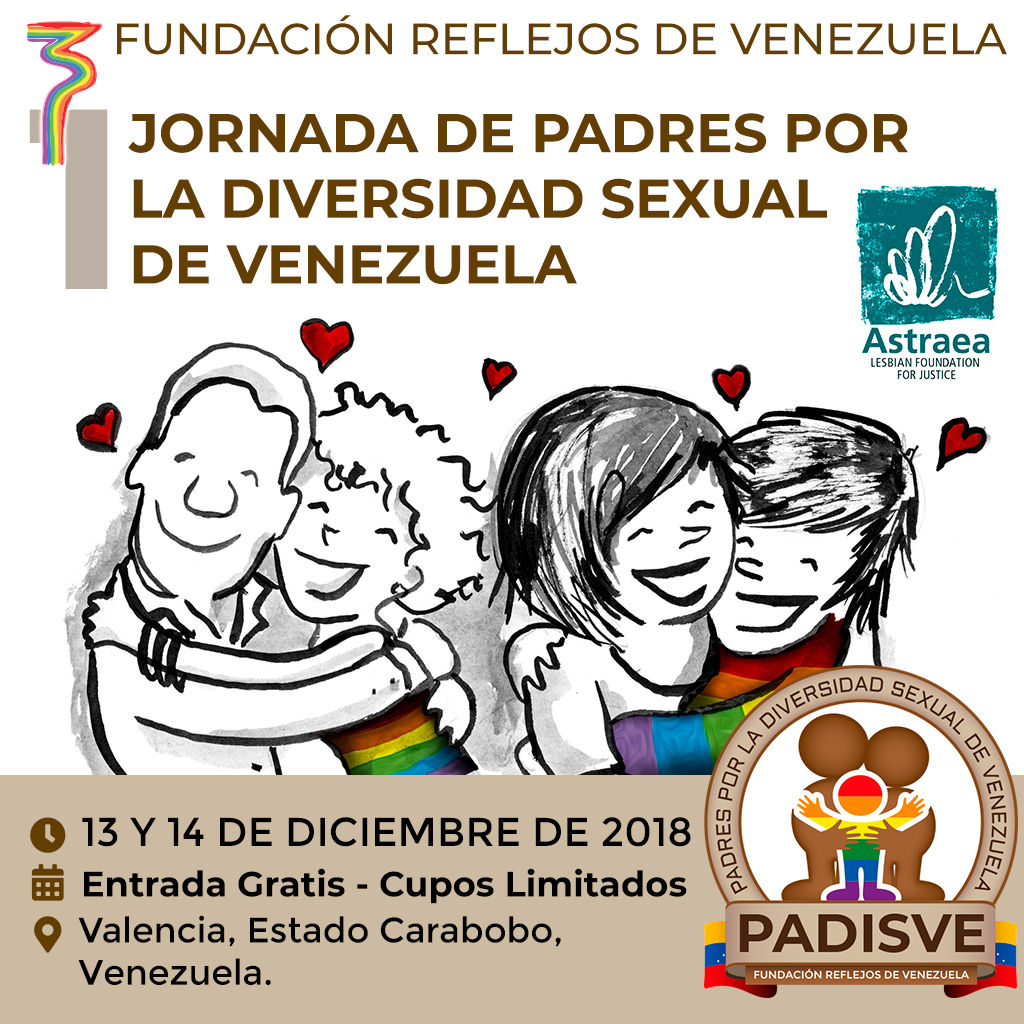 FUNDACIÓN REFLEJOS DE VENEZUELA
I
JORNADA DE PADRES POR
LA DIVERSIDAD SEXUAL
DE VENEZUELA
Astraea
LESBIAN FOUNDATION
FOR JUSTICE
13 Y 14 DE DICIEMBRE DE 2018
Entrada Gratis - Cupos Limitados
Valencia, Estado Carabobo,
Venezuela.
PADRES POR LA DIVERSIDAD SEXUAL DE VENEZUELA
PADISVE
FUNDACIÓN REFLEJOS DE VENEZUELA